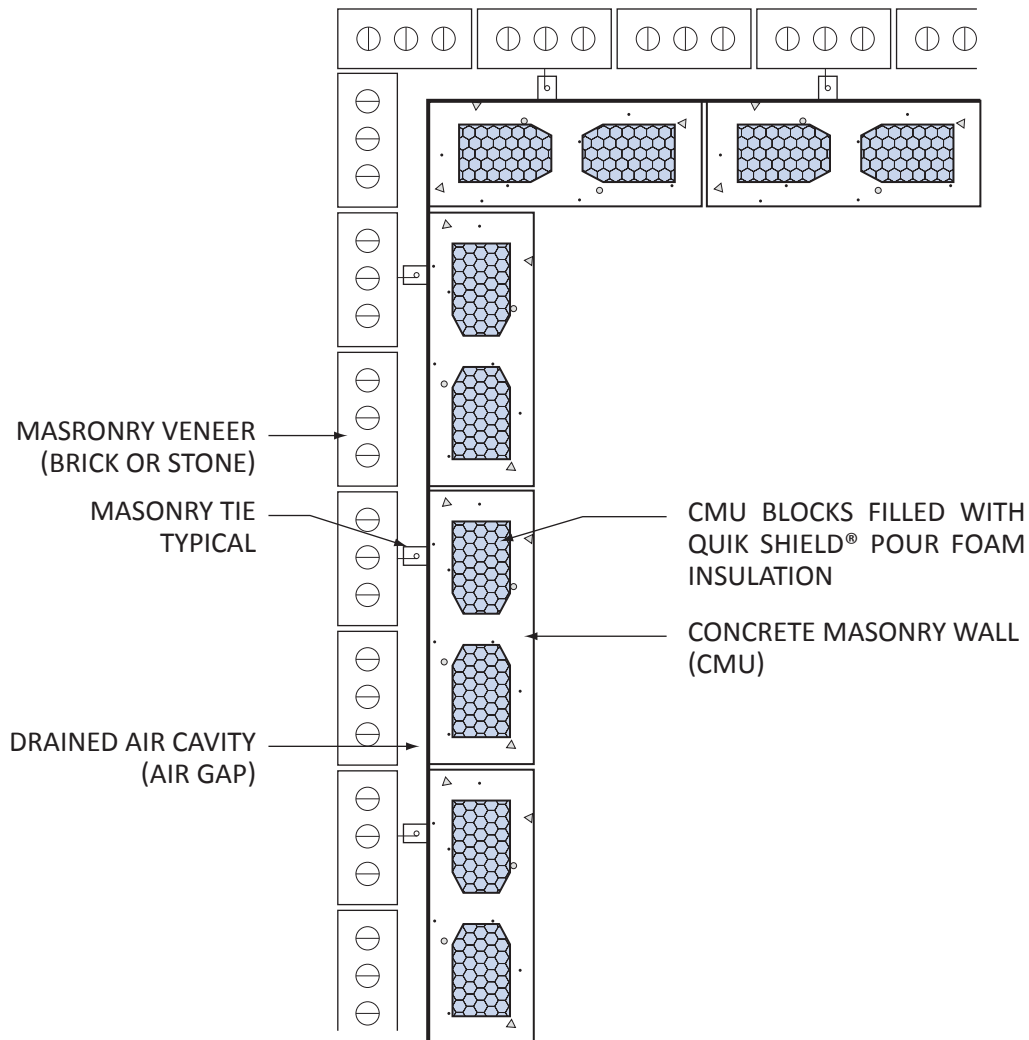 MASRONRY VENEER
(BRICK OR STONE)
MASONRY TIE
TYPICAL
DRAINED AIR CAVITY
(AIR GAP)
CMU BLOCKS FILLED WITH
QUIK SHIELD® POUR FOAM
INSULATION
CONCRETE MASONRY WALL
(CMU)